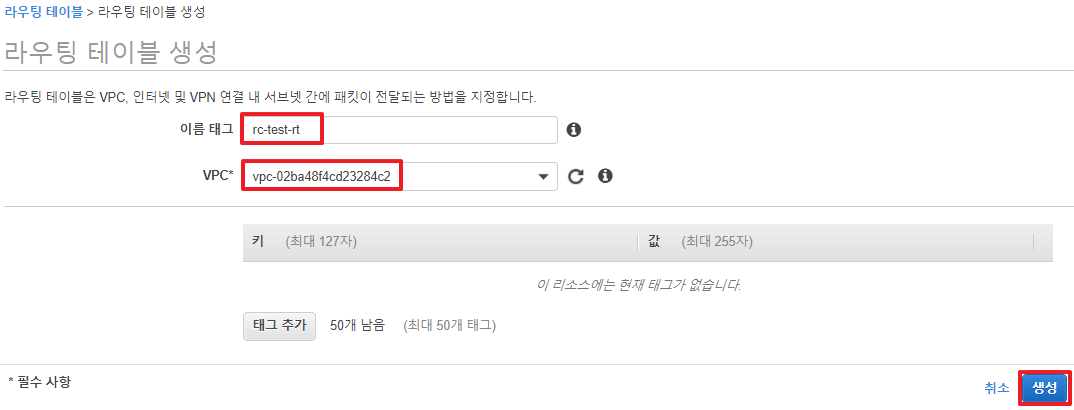 라우팅 테이블 > 라우팅 테이블 생성
라우팅 테이블 생성
라우팅 테이블은 VPC, 인터넷 및 VPN 연결 내 서브넷 간에 패킷이 전달되는 방법을 지정합니다.
이름 태그 rc-test-rt
VPC* vpc-02ba48f4cd23284c2
키 (최대 127자) 값 (최대 255자)
이 리소스에는 현재 태그가 없습니다.
태그 추가 50개 남음 (최대 50개 태그)
* 필수 사항 취소 생성